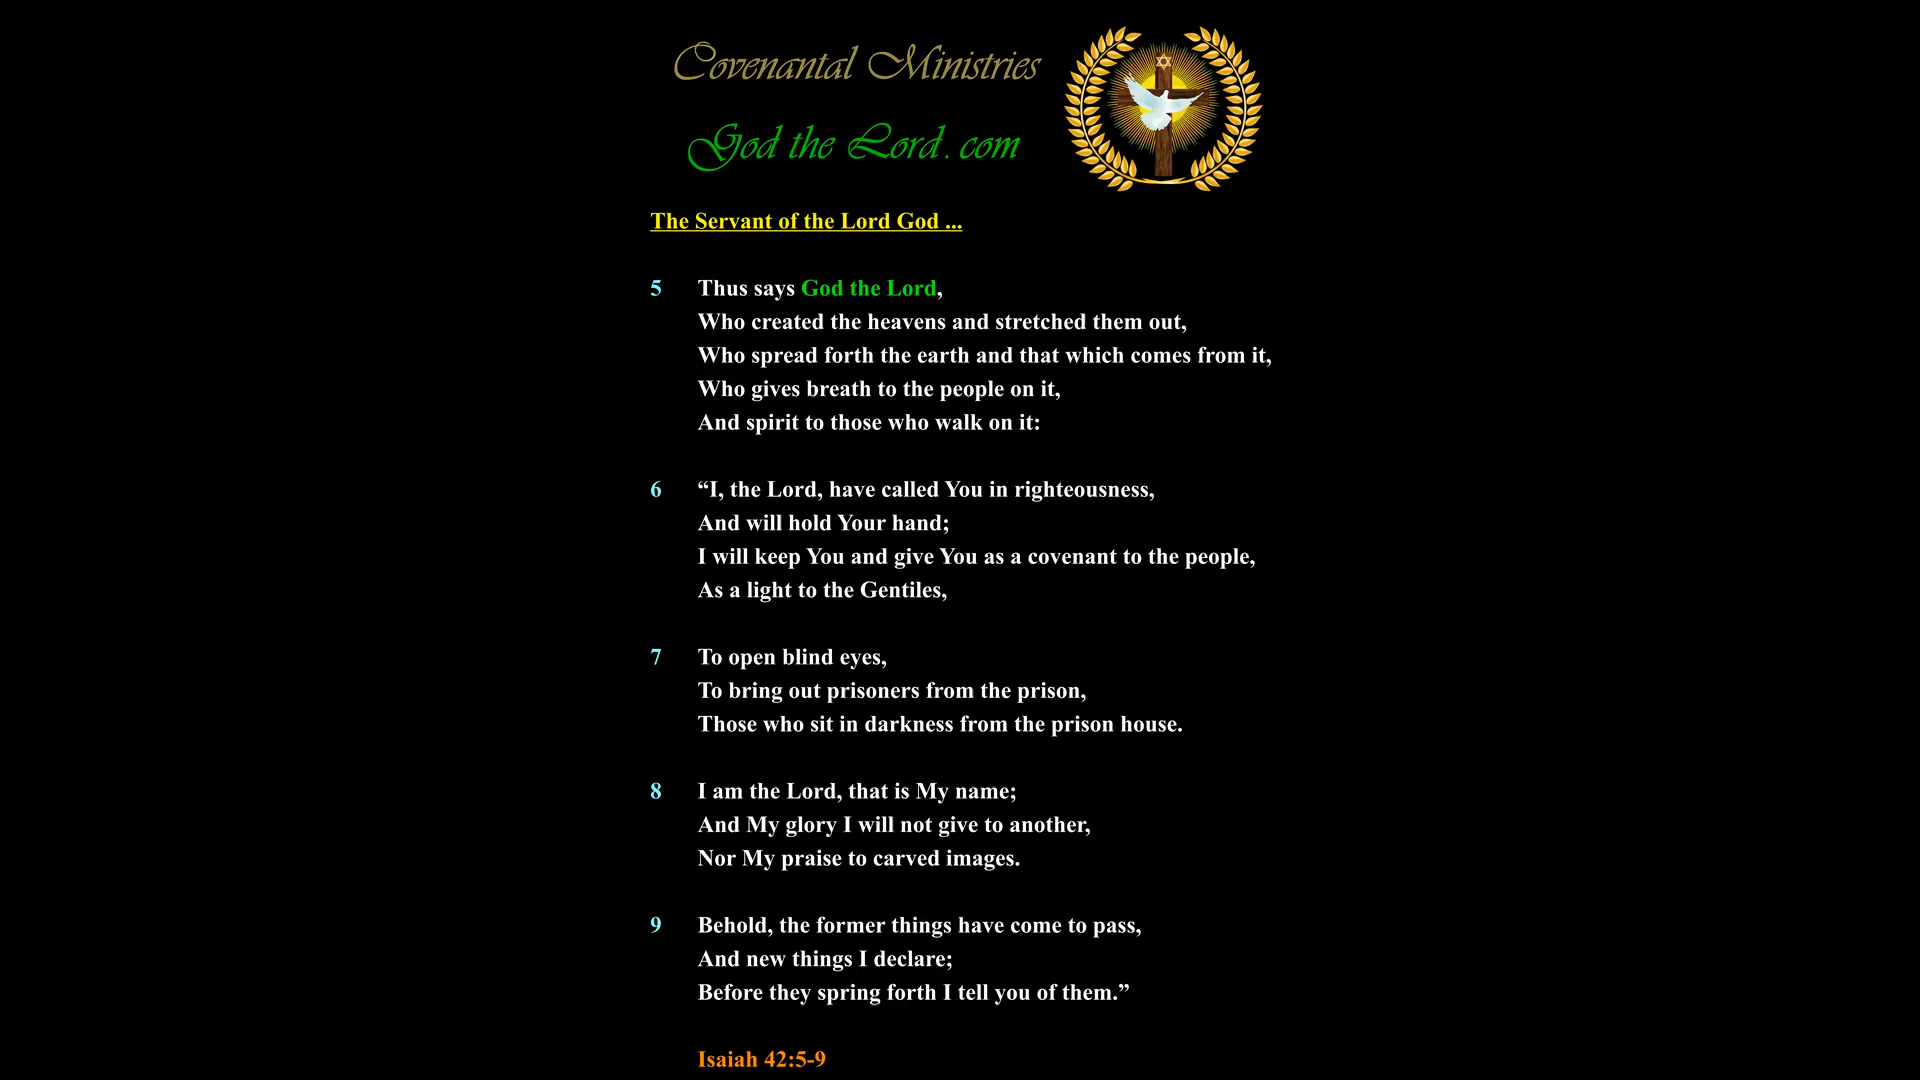 Covenantal Ministries
God the Lord . com
The Servant of the Lord God ...
5 Thus says God the Lord,
Who created the heavens and stretched them out,
Who spread forth the earth and that which comes from it,
Who gives breath to the people on it,
And spirit to those who walk on it:
6 “I, the Lord, have called You in righteousness,
And will hold Your hand;
I will keep You and give You as a covenant to the people,
As a light to the Gentiles,
7 To open blind eyes,
To bring out prisoners from the prison,
Those who sit in darkness from the prison house.
8 I am the Lord, that is My name;
And My glory I will not give to another,
Nor My praise to carved images.
9 Behold, the former things have come to pass,
And new things I declare;
Before they spring forth I tell you of them.”
Isaiah 42:5-9